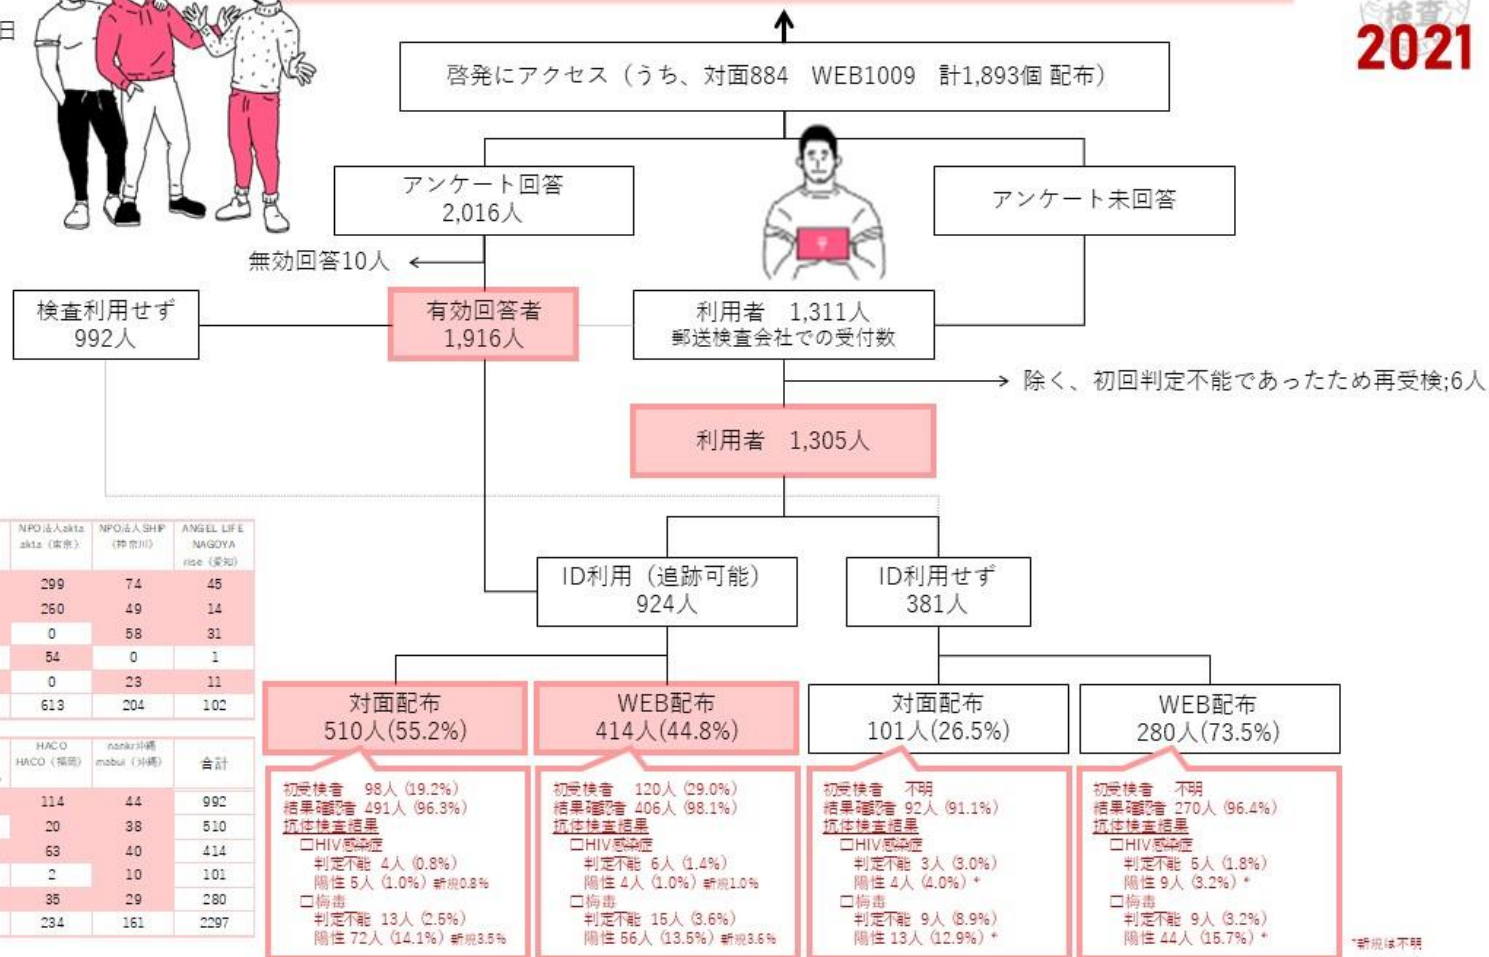 日
検査
2021
啓発にアクセス（うち、対面884　WEB1009　計1,893個 配布）
アンケート回答
2,016人
アンケート未回答
無効回答10人
検査利用せず
992人
有効回答者
1,916人
利用者　1,311人
郵送検査会社での受付数
除く、初回判定不能であったため再受検;6人
利用者　1,305人
ID利用（追跡可能）
924人
ID利用せず
381人
NPO法人akta NPO法人SHIP ANGEL LIFE
akta（東京） （神奈川） NAGOYA
rise（愛知）
299 74 45
260 49 14
0 58 31
54 0 1
0 23 11
613 204 102
HACO nankr沖縄
HACO（福岡） mabui（沖縄） 合計
114 44 992
20 38 510
63 40 414
2 10 101
35 29 280
234 161 2297
対面配布
510人(55.2%)
初受検者　98人（19.2%）
結果確認者 491人（96.3%）
抗体検査結果
□HIV感染症
判定不能 4人（0.8%）
陽性 5人（1.0%）新規0.8%
□梅毒
判定不能 13人（2.5%）
陽性 72人（14.1%）新規3.5%
WEB配布
414人(44.8%)
初受検者　120人（29.0%）
結果確認者 406人（98.1%）
抗体検査結果
□HIV感染症
判定不能 6人（1.4%）
陽性 4人（1.0%）新規1.0%
□梅毒
判定不能 15人（3.6%）
陽性 56人（13.5%）新規3.6%
対面配布
101人(26.5%)
初受検者　不明
結果確認者 92人（91.1%）
抗体検査結果
□HIV感染症
判定不能 3人（3.0%）
陽性 4人（4.0%）*
□梅毒
判定不能 9人（8.9%）
陽性 13人（12.9%）*
WEB配布
280人(73.5%)
初受検者　不明
結果確認者 270人（96.4%）
抗体検査結果
□HIV感染症
判定不能 5人（1.8%）
陽性 9人（3.2%）*
□梅毒
判定不能 9人（3.2%）
陽性 44人（15.7%）*
*新規は不明